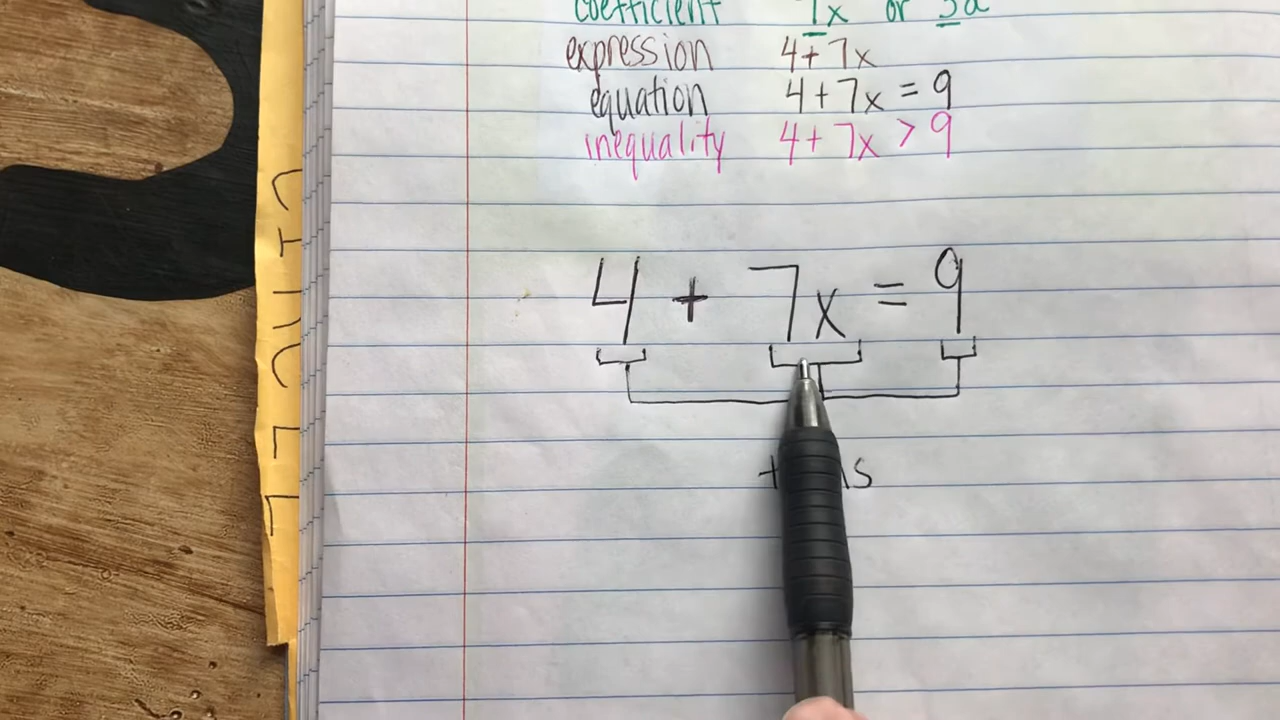 coefficient 7x or 3a
expression 4+7x
equation 4+7x=9
inequality 4+7x>9
4 + 7x = 9